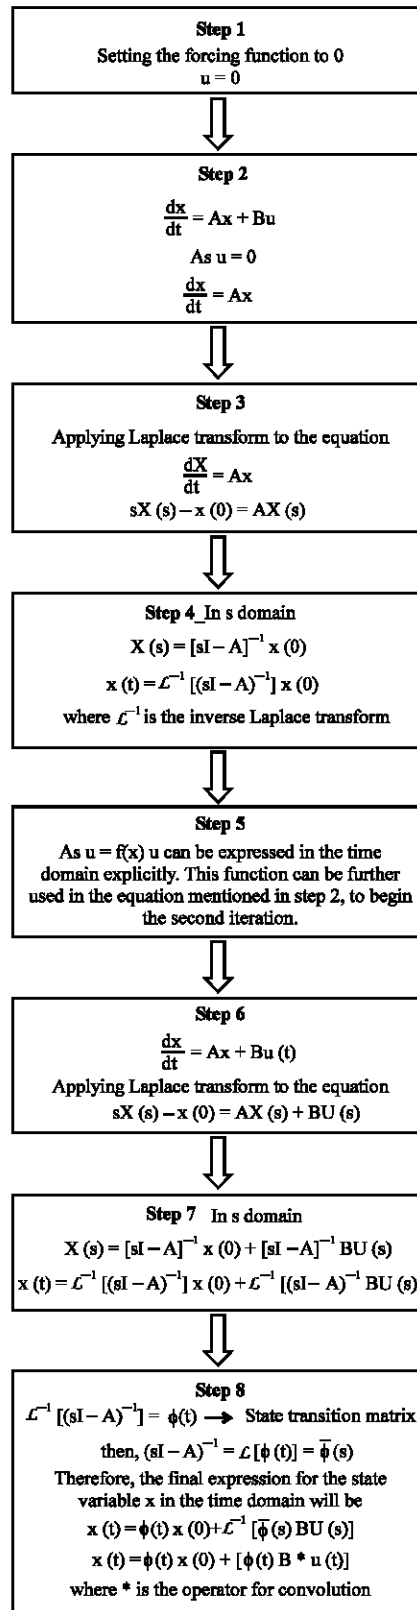 Step 1
Setting the forcing function to 0
u = 0
Step 2
dx/dt = Ax + Bu
As u = 0
dx/dt = Ax
Step 3
Applying Laplace transform to the equation
dX/dt = Ax
sX (s) – x (0) = AX (s)
Step 4_In s domain
X (s) = [sI – A]⁻¹ x (0)
x (t) = ℒ⁻¹ [(sI – A)⁻¹] x (0)
where ℒ⁻¹ is the inverse Laplace transform
Step 5
As u = f(x) u can be expressed in the time
domain explicitly. This function can be further
used in the equation mentioned in step 2, to begin
the second iteration.
Step 6
dx/dt = Ax + Bu (t)
Applying Laplace transform to the equation
sX (s) – x (0) = AX (s) + BU (s)
Step 7 In s domain
X (s) = [sI – A]⁻¹ x (0) + [sI – A]⁻¹ BU (s)
x (t) = ℒ⁻¹ [(sI – A)⁻¹] x (0) + ℒ⁻¹ [(sI – A)⁻¹ BU (s)
Step 8
ℒ⁻¹ [(sI – A)⁻¹] = ϕ(t) → State transition matrix
then, (sI – A)⁻¹ = ℒ [ϕ (t)] = ϕ̅ (s)
Therefore, the final expression for the state
variable x in the time domain will be
x (t) = ϕ(t) x (0) + ℒ⁻¹ [ϕ̅ (s) BU (s)]
x (t) = ϕ(t) x (0) + [ϕ(t) B * u (t)]
where * is the operator for convolution